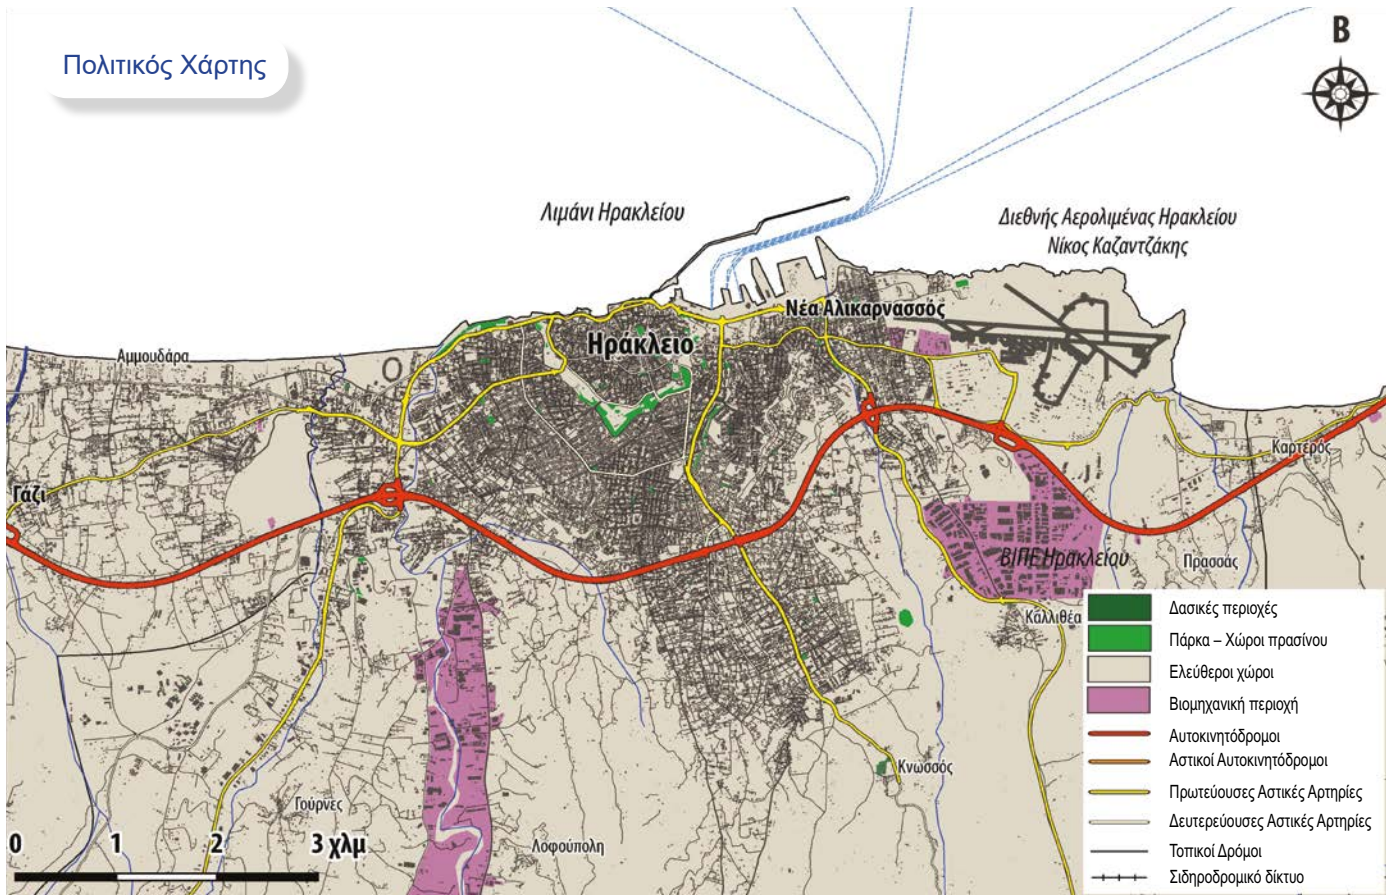 Πολιτικός Χάρτης
Β
Λιμάνι Ηρακλείου
Διεθνής Αερολιμένας Ηρακλείου
Νίκος Καζαντζάκης
Νέα Αλικαρνασσός
Ηράκλειο
Αμμουδάρα
Γάζι
Καρτερός
ΒΙΠΕ Ηρακλείου
Πρασσάς
Καλλιθέα
Κνωσσός
Γούρνες
Λοφούπολη
0 1 2 3 χλμ
Δασικές περιοχές
Πάρκα – Χώροι πρασίνου
Ελεύθεροι χώροι
Βιομηχανική περιοχή
Αυτοκινητόδρομοι
Αστικοί Αυτοκινητόδρομοι
Πρωτεύουσες Αστικές Αρτηρίες
Δευτερεύουσες Αστικές Αρτηρίες
Τοπικοί Δρόμοι
Σιδηροδρομικό δίκτυο